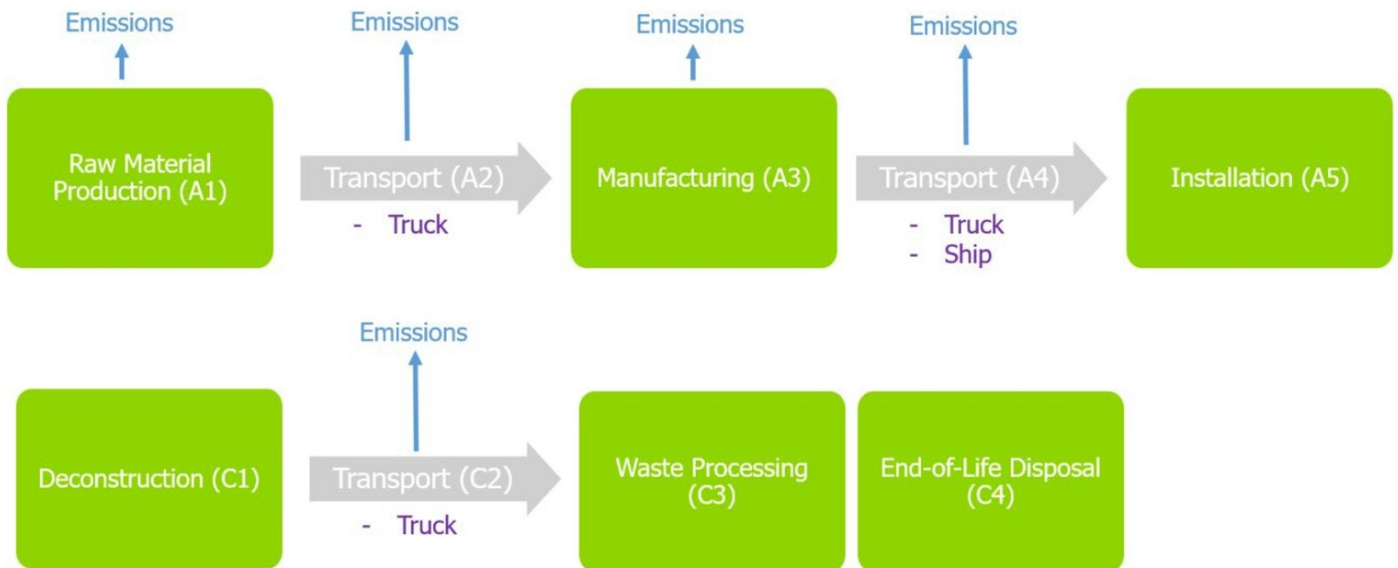 Emissions
Emissions
Emissions
Emissions
Raw Material
Production (A1)
Transport (A2)
- Truck
Manufacturing (A3)
Transport (A4)
- Truck
- Ship
Installation (A5)
Emissions
Deconstruction (C1)
Transport (C2)
- Truck
Waste Processing
(C3)
End-of-Life Disposal
(C4)